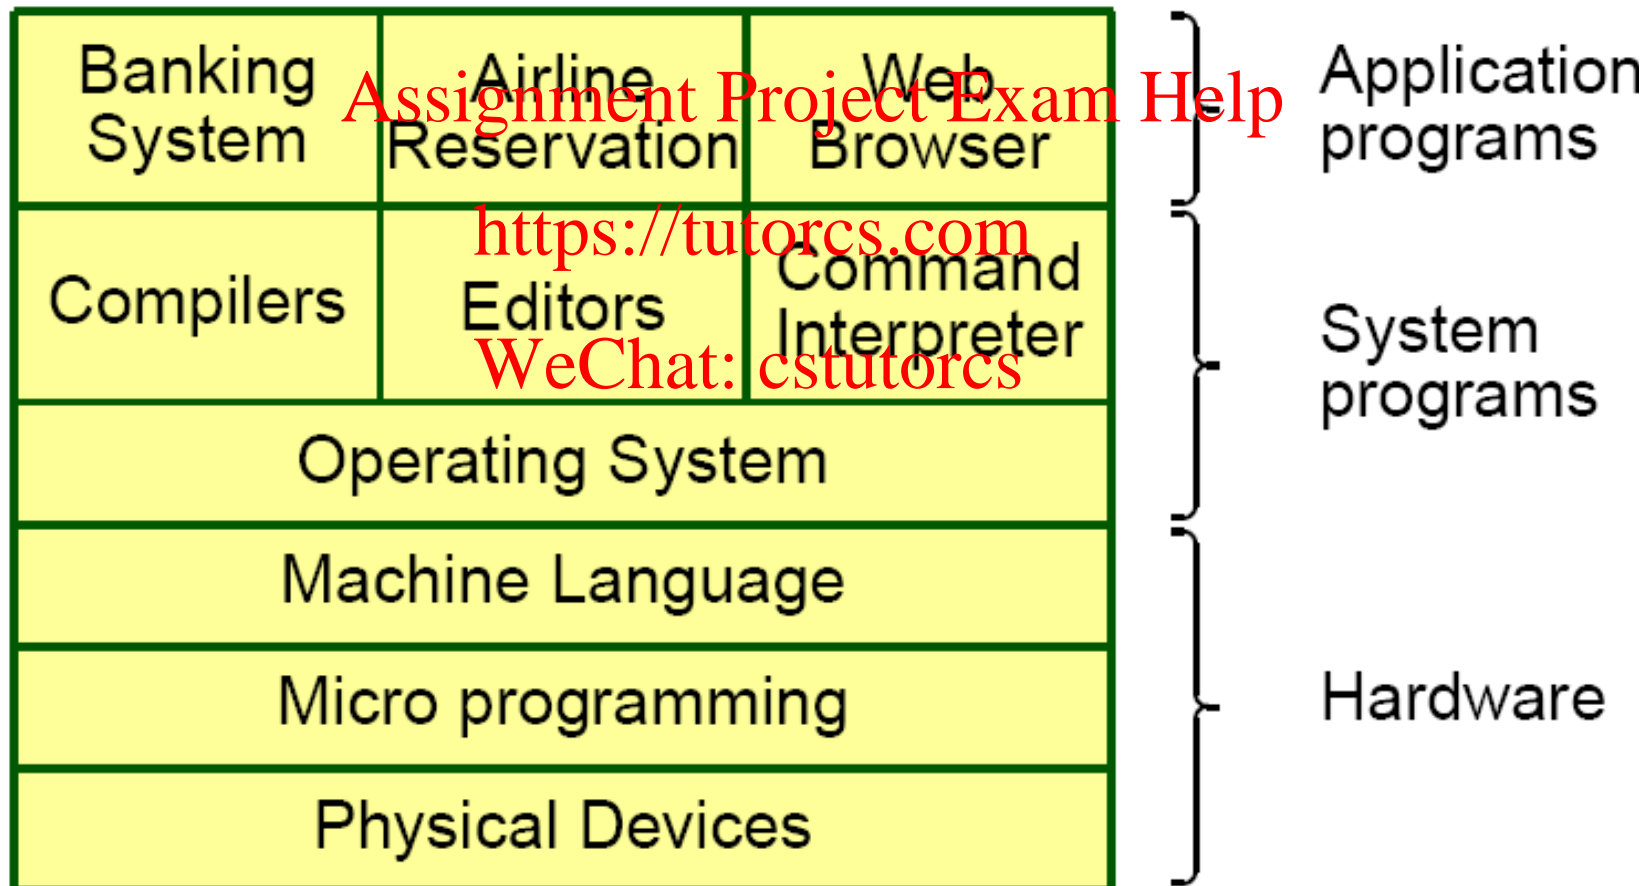 Banking
System
Airline
Reservation
Web
Browser
Application
programs
Assignment Project Exam Help
https://tutorcs.com
Compilers
Editors
Command
Interpreter
System
programs
WeChat: cstutorcs
Operating System
Machine Language
Micro programming
Hardware
Physical Devices